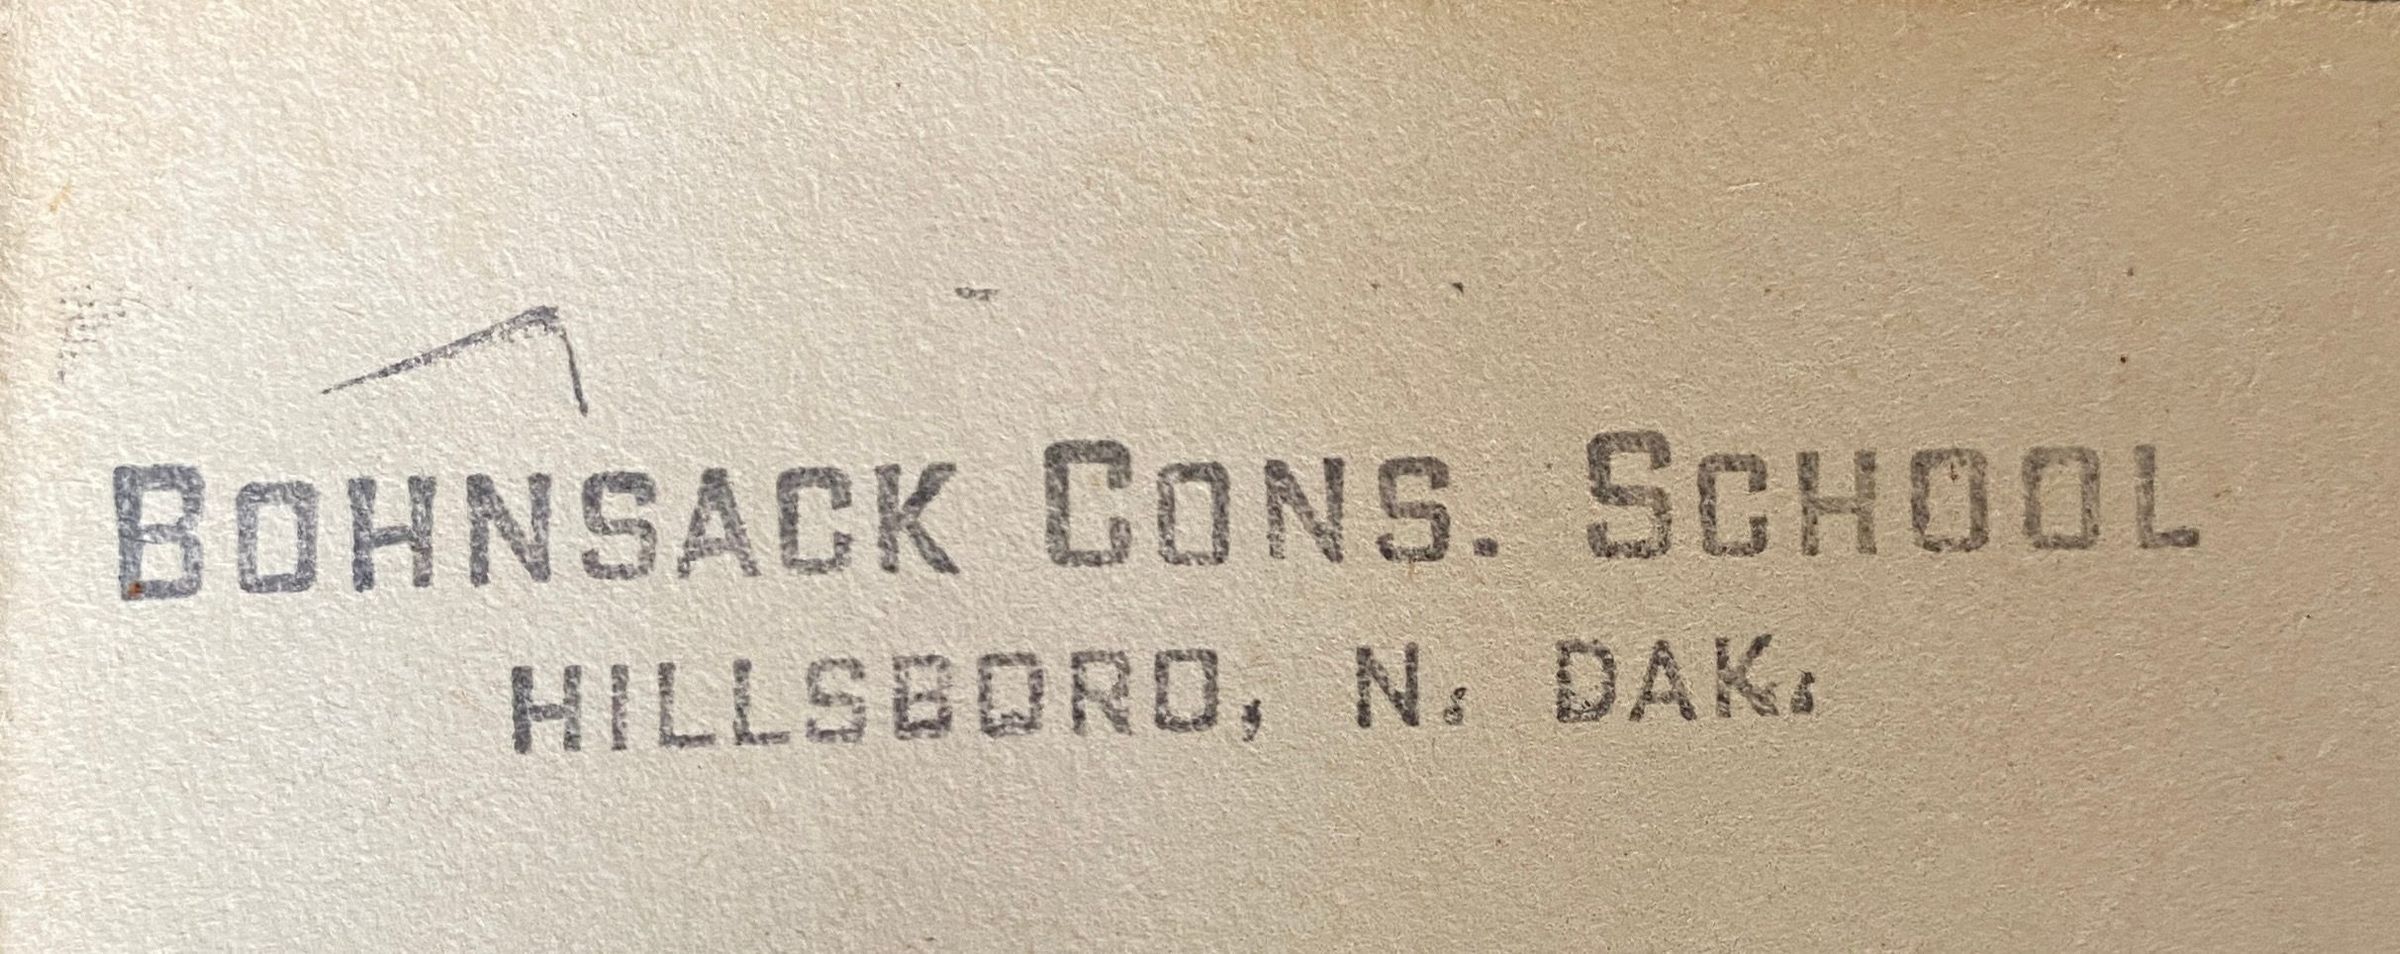 BOHNSACK CONS. SCHOOL
HILLSBORO, N. DAK.